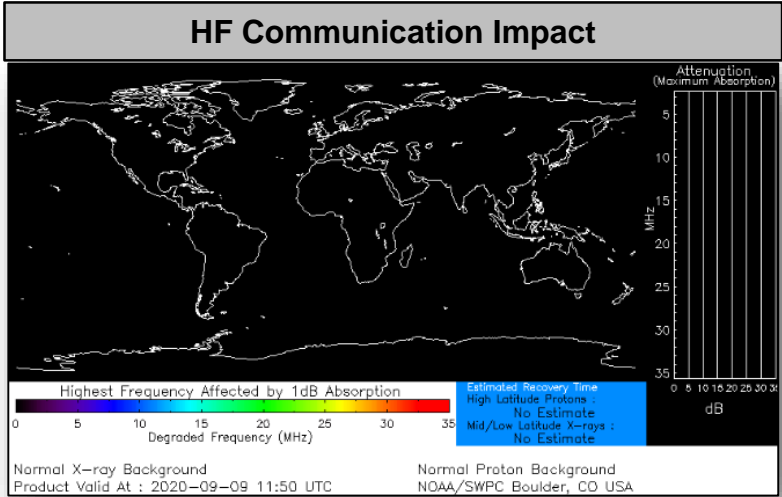 HF Communication Impact
Attenuation
(Maximum Absorption)
5
10
15
20
25
30
35
MHz
0 5 10 15 20 25 30 35
dB
Highest Frequency Affected by 1dB Absorption
0 5 10 15 20 25 30 35
Degraded Frequency (MHz)
Estimated Recovery Time
High Latitude Protons :
No Estimate
Mid/Low Latitude X-rays :
No Estimate
Normal X-ray Background
Normal Proton Background
Product Valid At : 2020-09-09 11:50 UTC
NOAA/SWPC Boulder, CO USA